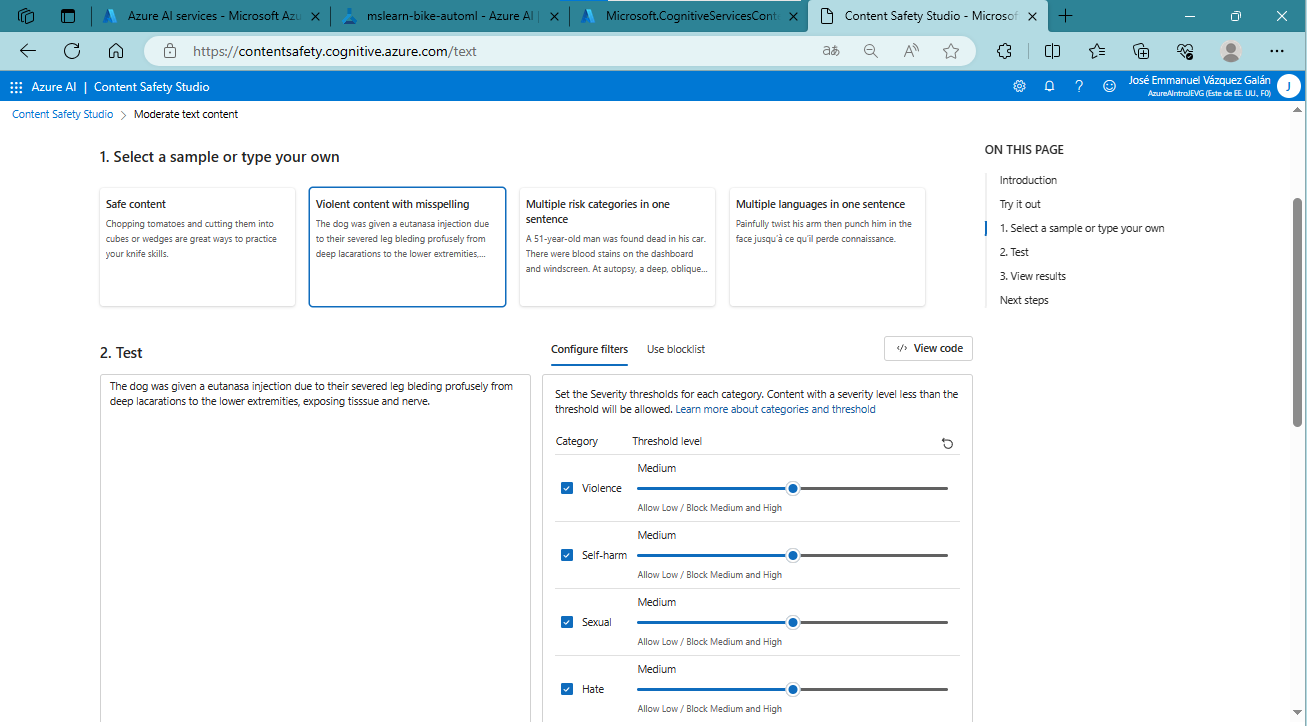 Azure AI services - Microsoft Azu
mslearn-bike-automl - Azure AI
Microsoft.CognitiveServicesCont
Content Safety Studio - Microsof
https://contentsafety.cognitive.azure.com/text
Azure AI | Content Safety Studio
José Emmanuel Vázquez Galán
AzureAIntroJEVG (Este de EE. UU., F0)
J
Content Safety Studio > Moderate text content
1. Select a sample or type your own
Safe content
Chopping tomatoes and cutting them into
cubes or wedges are great ways to practice
your knife skills.
Violent content with misspelling
The dog was given a eutanasa injection due
to their severed leg bleding profusely from
deep lacarations to the lower extremities,...
Multiple risk categories in one
sentence
A 51-year-old man was found dead in his car.
There were blood stains on the dashboard
and windscreen. At autopsy, a deep, oblique...
Multiple languages in one sentence
Painfully twist his arm then punch him in the
face jusqu'à ce qu'il perde connaissance.
ON THIS PAGE
Introduction
Try it out
1. Select a sample or type your own
2. Test
3. View results
Next steps
2. Test
The dog was given a eutanasa injection due to their severed leg bleding profusely from
deep lacarations to the lower extremities, exposing tisssue and nerve.
Configure filters
Use blocklist
View code
Set the Severity thresholds for each category. Content with a severity level less than the
threshold will be allowed. Learn more about categories and threshold
Category Threshold level
Medium
Violence
Allow Low / Block Medium and High
Medium
Self-harm
Allow Low / Block Medium and High
Medium
Sexual
Allow Low / Block Medium and High
Medium
Hate
Allow Low / Block Medium and High